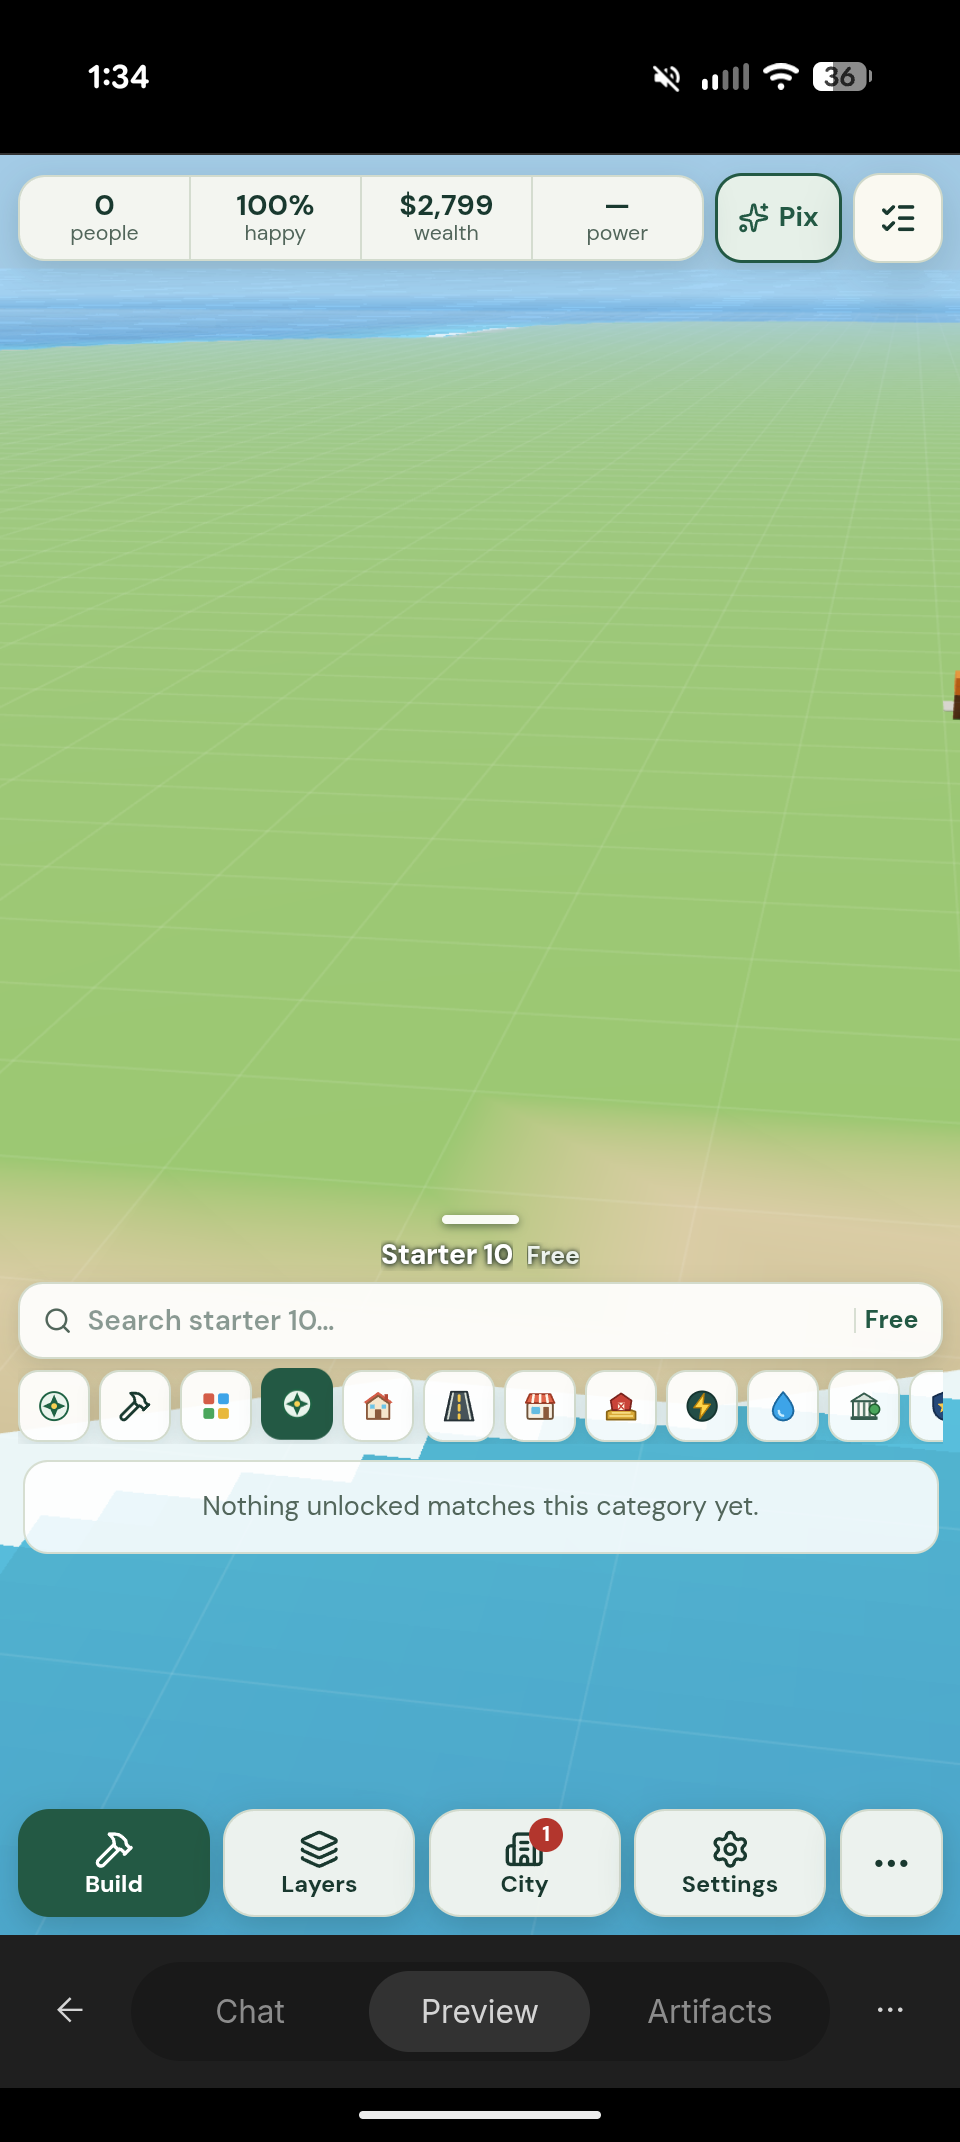 1:34
36
0
people
100%
happy
$2,799
wealth
—
power
Pix
Starter 10 Free
Search starter 10...
Free
Nothing unlocked matches this category yet.
Build
Layers
City
1
Settings
Chat
Preview
Artifacts